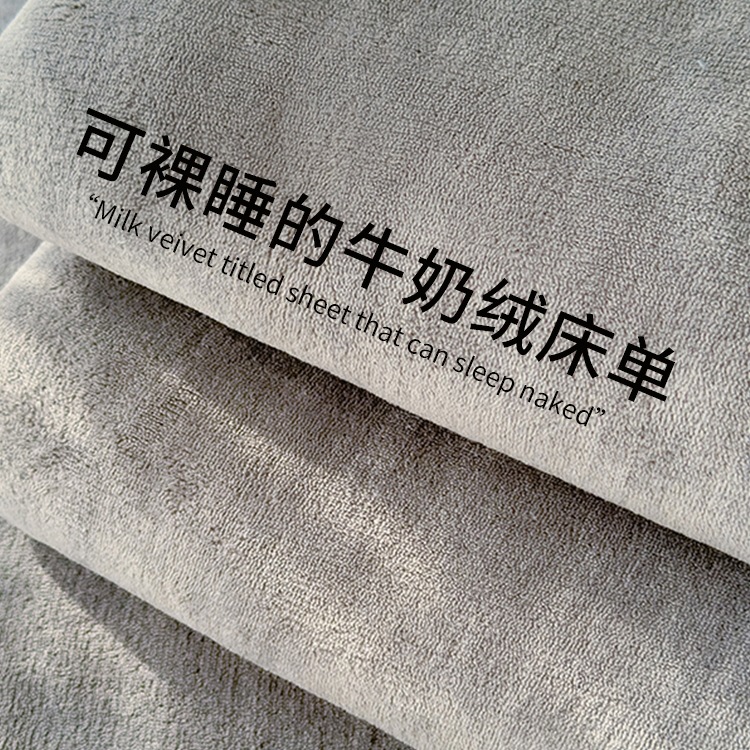 可裸睡的牛奶绒床单
“Milk veivet titled sheet that can sleep naked”